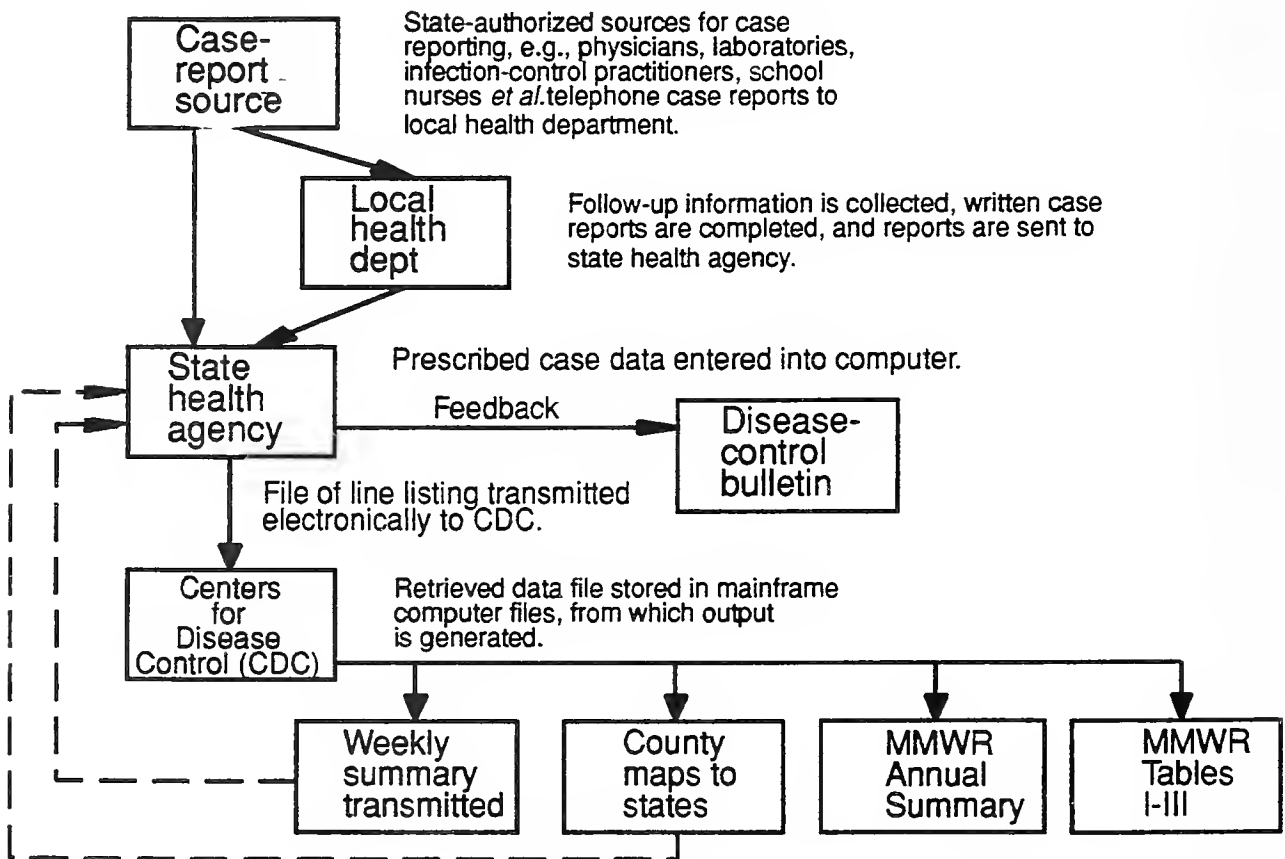 Case-
report
source
State-authorized sources for case
reporting, e.g., physicians, laboratories,
infection-control practitioners, school
nurses et al.telephone case reports to
local health department.
Local
health
dept
Follow-up information is collected, written case
reports are completed, and reports are sent to
state health agency.
State
health
agency
Prescribed case data entered into computer.
Feedback
Disease-
control
bulletin
File of line listing transmitted
electronically to CDC.
Centers
for
Disease
Control (CDC)
Retrieved data file stored in mainframe
computer files, from which output
is generated.
Weekly
summary
transmitted
County
maps to
states
MMWR
Annual
Summary
MMWR
Tables
I-III